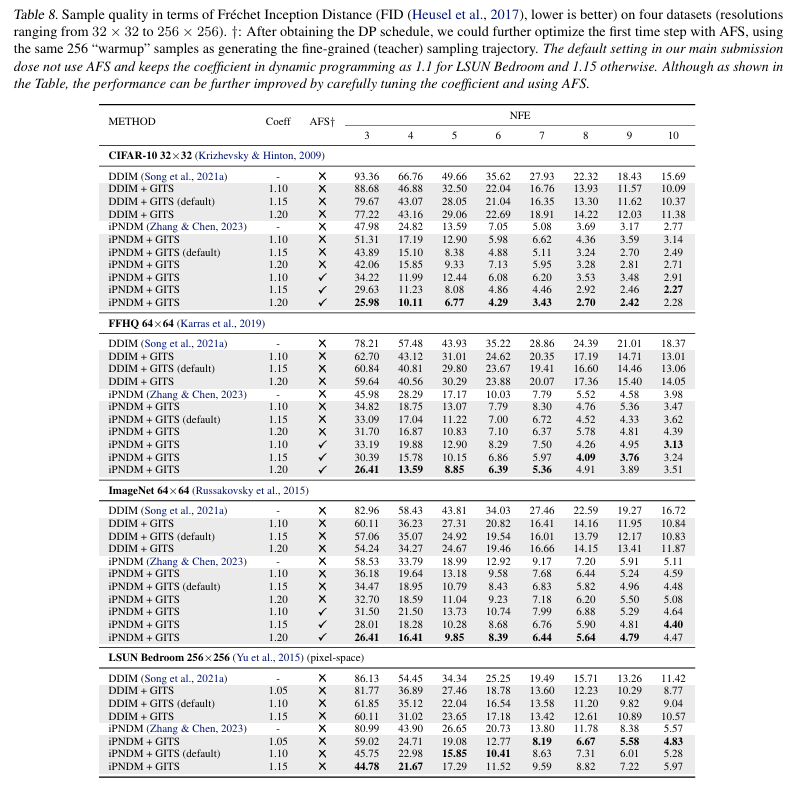 Table 8. Sample quality in terms of Fréchet Inception Distance (FID (Heusel et al., 2017), lower is better) on four datasets (resolutions
ranging from 32 × 32 to 256 × 256). †: After obtaining the DP schedule, we could further optimize the first time step with AFS, using
the same 256 “warmup” samples as generating the fine-grained (teacher) sampling trajectory. The default setting in our main submission
dose not use AFS and keeps the coefficient in dynamic programming as 1.1 for LSUN Bedroom and 1.15 otherwise. Although as shown in
the Table, the performance can be further improved by carefully tuning the coefficient and using AFS.
METHOD Coeff AFS† NFE
3 4 5 6 7 8 9 10
CIFAR-10 32×32 (Krizhevsky & Hinton, 2009)
DDIM (Song et al., 2021a) - ✗ 93.36 66.76 49.66 35.62 27.93 22.32 18.43 15.69
DDIM + GITS 1.10 ✗ 88.68 46.88 32.50 22.04 16.76 13.93 11.57 10.09
DDIM + GITS (default) 1.15 ✗ 79.67 43.07 28.05 21.04 16.35 13.30 11.62 10.37
DDIM + GITS 1.20 ✗ 77.22 43.16 29.06 22.69 18.91 14.22 12.03 11.38
iPNDM (Zhang & Chen, 2023) - ✗ 47.98 24.82 13.59 7.05 5.08 3.69 3.17 2.77
iPNDM + GITS 1.10 ✗ 51.31 17.19 12.90 5.98 6.62 4.36 3.59 3.14
iPNDM + GITS (default) 1.15 ✗ 43.89 15.10 8.38 4.88 5.11 3.24 2.70 2.49
iPNDM + GITS 1.20 ✗ 42.06 15.85 9.33 7.13 5.95 3.28 2.81 2.71
iPNDM + GITS 1.10 ✓ 34.22 11.99 12.44 6.08 6.20 3.53 3.48 2.91
iPNDM + GITS 1.15 ✓ 29.63 11.23 8.08 4.86 4.46 2.92 2.46 2.27
iPNDM + GITS 1.20 ✓ 25.98 10.11 6.77 4.29 3.43 2.70 2.42 2.28
FFHQ 64×64 (Karras et al., 2019)
DDIM (Song et al., 2021a) - ✗ 78.21 57.48 43.93 35.22 28.86 24.39 21.01 18.37
DDIM + GITS 1.10 ✗ 62.70 43.12 31.01 24.62 20.35 17.19 14.71 13.01
DDIM + GITS (default) 1.15 ✗ 60.84 40.81 29.80 23.67 19.41 16.60 14.46 13.06
DDIM + GITS 1.20 ✗ 59.64 40.56 30.29 23.88 20.07 17.36 15.40 14.05
iPNDM (Zhang & Chen, 2023) - ✗ 45.98 28.29 17.17 10.03 7.79 5.52 4.58 3.98
iPNDM + GITS 1.10 ✗ 34.82 18.75 13.07 7.79 8.30 4.76 5.36 3.47
iPNDM + GITS (default) 1.15 ✗ 33.09 17.04 11.22 7.00 6.72 4.52 4.33 3.62
iPNDM + GITS 1.20 ✗ 31.70 16.87 10.83 7.10 6.37 5.78 4.81 4.39
iPNDM + GITS 1.10 ✓ 33.19 19.88 12.90 8.29 7.50 4.26 4.95 3.13
iPNDM + GITS 1.15 ✓ 30.39 15.78 10.15 6.86 5.97 4.09 3.76 3.24
iPNDM + GITS 1.20 ✓ 26.41 13.59 8.85 6.39 5.36 4.91 3.89 3.51
ImageNet 64×64 (Russakovsky et al., 2015)
DDIM (Song et al., 2021a) - ✗ 82.96 58.43 43.81 34.03 27.46 22.59 19.27 16.72
DDIM + GITS 1.10 ✗ 60.11 36.23 27.31 20.82 16.41 14.16 11.95 10.84
DDIM + GITS (default) 1.15 ✗ 57.06 35.07 24.92 19.54 16.01 13.79 12.17 10.83
DDIM + GITS 1.20 ✗ 54.24 34.27 24.67 19.46 16.66 14.15 13.41 11.87
iPNDM (Zhang & Chen, 2023) - ✗ 58.53 33.79 18.99 12.92 9.17 7.20 5.91 5.11
iPNDM + GITS 1.10 ✗ 36.18 19.64 13.18 9.58 7.68 6.44 5.24 4.59
iPNDM + GITS (default) 1.15 ✗ 34.47 18.95 10.79 8.43 6.83 5.82 4.96 4.48
iPNDM + GITS 1.20 ✗ 32.70 18.59 11.04 9.23 7.18 6.20 5.50 5.08
iPNDM + GITS 1.10 ✓ 31.50 21.50 13.73 10.74 7.99 6.88 5.29 4.64
iPNDM + GITS 1.15 ✓ 28.01 18.28 10.28 8.68 6.76 5.90 4.81 4.40
iPNDM + GITS 1.20 ✓ 26.41 16.41 9.85 8.39 6.44 5.64 4.79 4.47
LSUN Bedroom 256×256 (Yu et al., 2015) (pixel-space)
DDIM (Song et al., 2021a) - ✗ 86.13 54.45 34.34 25.25 19.49 15.71 13.26 11.42
DDIM + GITS 1.05 ✗ 81.77 36.89 27.46 18.78 13.60 12.23 10.29 8.77
DDIM + GITS (default) 1.10 ✗ 61.85 35.12 22.04 16.54 13.58 11.20 9.82 9.04
DDIM + GITS 1.15 ✗ 60.11 31.02 23.65 17.18 13.42 12.61 10.89 10.57
iPNDM (Zhang & Chen, 2023) - ✗ 80.99 43.90 26.65 20.73 13.80 11.78 8.38 5.57
iPNDM + GITS 1.05 ✗ 59.02 24.71 19.08 12.77 8.19 6.67 5.58 4.83
iPNDM + GITS (default) 1.10 ✗ 45.75 22.98 15.85 10.41 8.63 7.31 6.01 5.28
iPNDM + GITS 1.15 ✗ 44.78 21.67 17.29 11.52 9.59 8.82 7.22 5.97